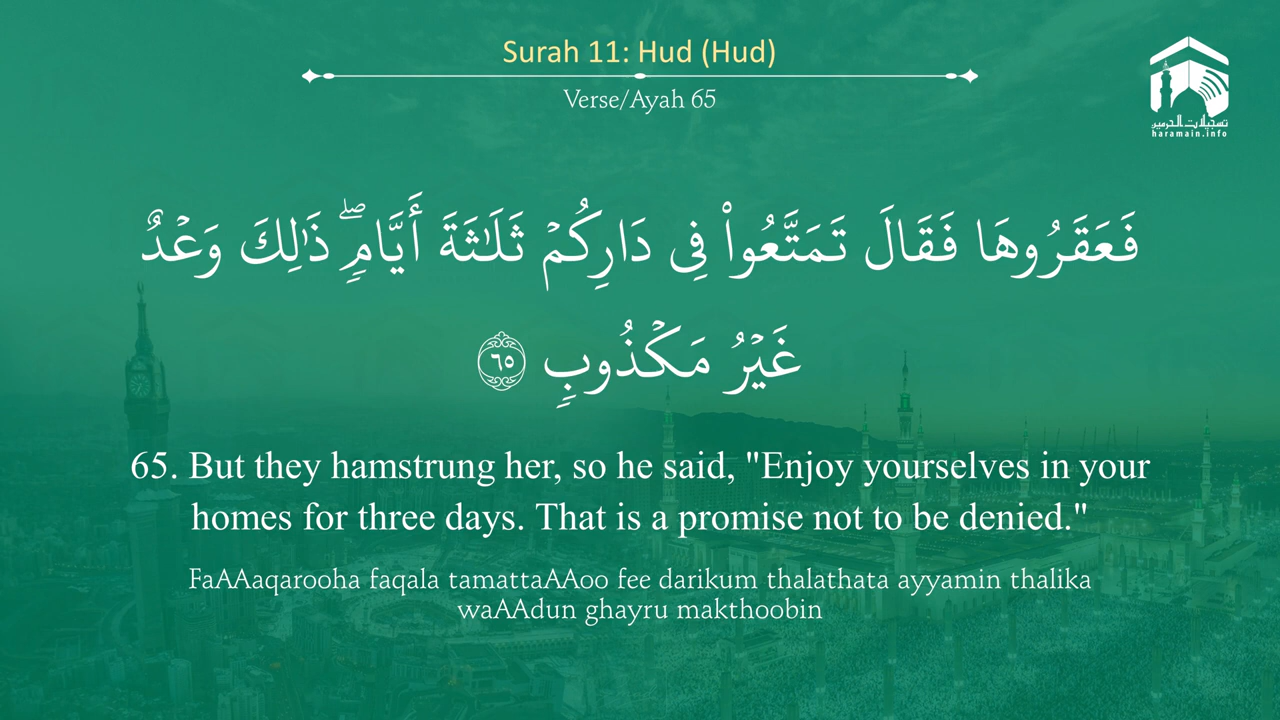 Surah 11: Hud (Hud)
Verse/Ayah 65
تسجيلات الحرمين
haramain.info
فَعَقَرُوهَا فَقَالَ تَمَتَّعُوا۟ فِى دَارِكُمْ ثَلَـٰثَةَ أَيَّامٍۢ ۖ ذَٰلِكَ وَعْدٌ
غَيْرُ مَكْذُوبٍۢ ٦٥
65. But they hamstrung her, so he said, "Enjoy yourselves in your
homes for three days. That is a promise not to be denied."
FaAAaqarooha faqala tamattaAAoo fee darikum thalathata ayyamin thalika
waAAdun ghayru makthoobin